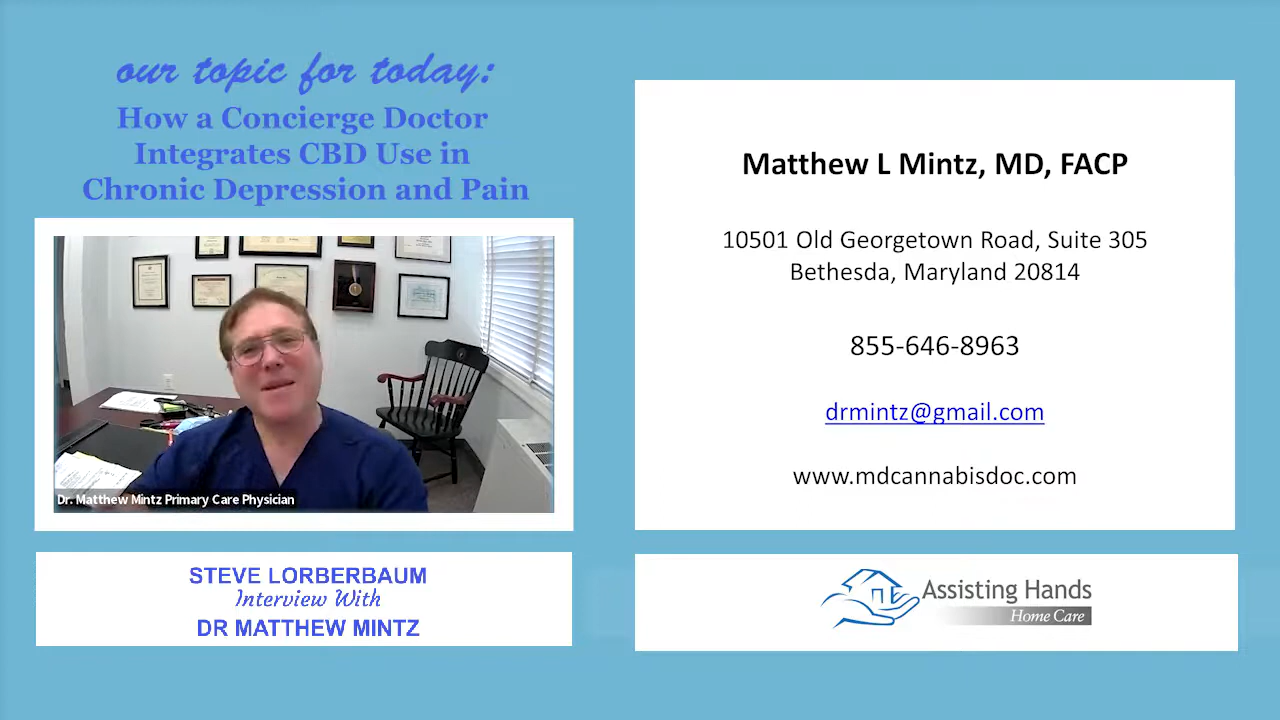 our topic for today:
How a Concierge Doctor
Integrates CBD Use in
Chronic Depression and Pain
Dr. Matthew Mintz Primary Care Physician
STEVE LORBERBAUM
Interview With
DR MATTHEW MINTZ
Matthew L Mintz, MD, FACP
10501 Old Georgetown Road, Suite 305
Bethesda, Maryland 20814
855-646-8963
drmintz@gmail.com
www.mdcannabisdoc.com
Assisting Hands
Home Care